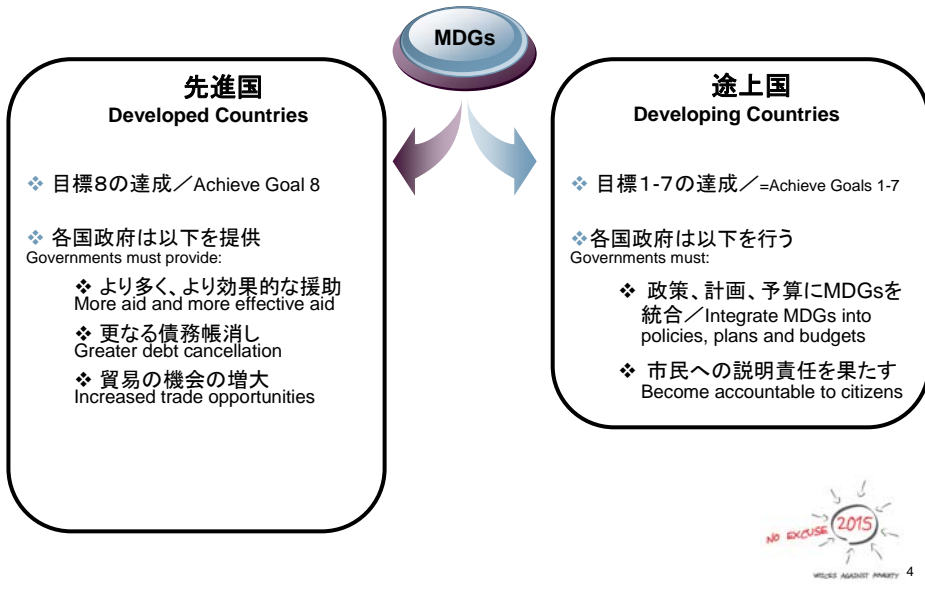 MDGs
先進国
Developed Countries
❖ 目標8の達成／Achieve Goal 8
❖ 各国政府は以下を提供
Governments must provide:
❖ より多く、より効果的な援助
More aid and more effective aid
❖ 更なる債務帳消し
Greater debt cancellation
❖ 貿易の機会の増大
Increased trade opportunities
途上国
Developing Countries
❖ 目標1-7の達成／=Achieve Goals 1-7
❖各国政府は以下を行う
Governments must:
❖ 政策、計画、予算にMDGsを
統合／Integrate MDGs into
policies, plans and budgets
❖ 市民への説明責任を果たす
Become accountable to citizens
NO EXCUSE 2015
VOICES AGAINST POVERTY
4